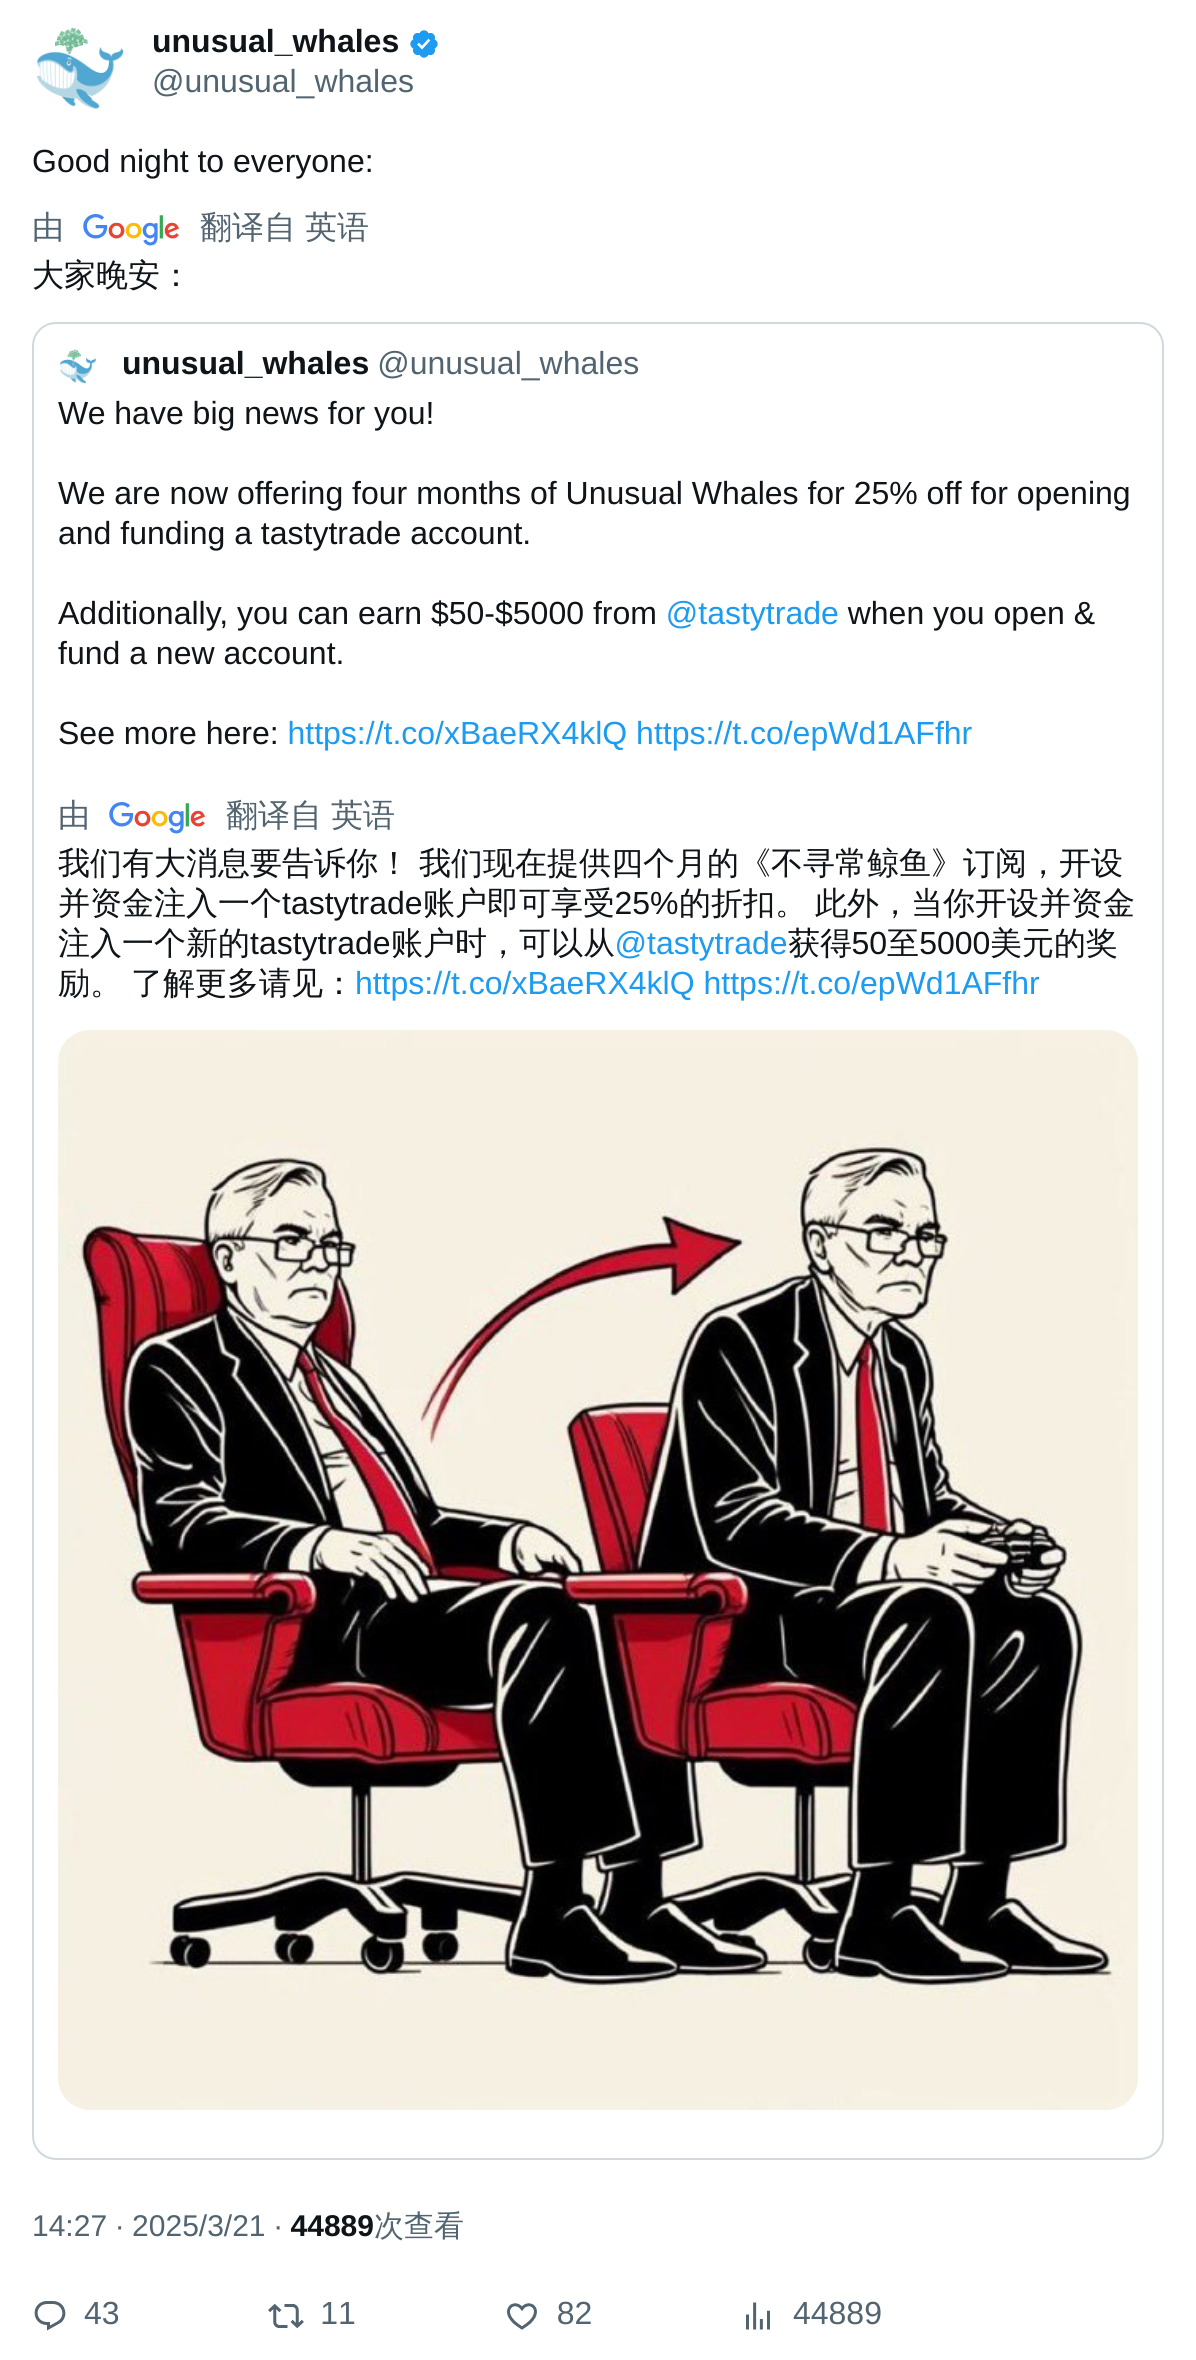 unusual_whales
@unusual_whales
Good night to everyone:
由 Google 翻译自 英语
大家晚安：
unusual_whales @unusual_whales
We have big news for you!
We are now offering four months of Unusual Whales for 25% off for opening
and funding a tastytrade account.
Additionally, you can earn $50-$5000 from @tastytrade when you open &
fund a new account.
See more here: https://t.co/xBaeRX4klQ https://t.co/epWd1AFfhr
由 Google 翻译自 英语
我们有大消息要告诉你！ 我们现在提供四个月的《不寻常鲸鱼》订阅，开设
并资金注入一个tastytrade账户即可享受25%的折扣。 此外，当你开设并资金
注入一个新的tastytrade账户时，可以从@tastytrade获得50至5000美元的奖
励。 了解更多请见：https://t.co/xBaeRX4klQ https://t.co/epWd1AFfhr
14:27 · 2025/3/21 · 44889次查看
43 11 82 44889